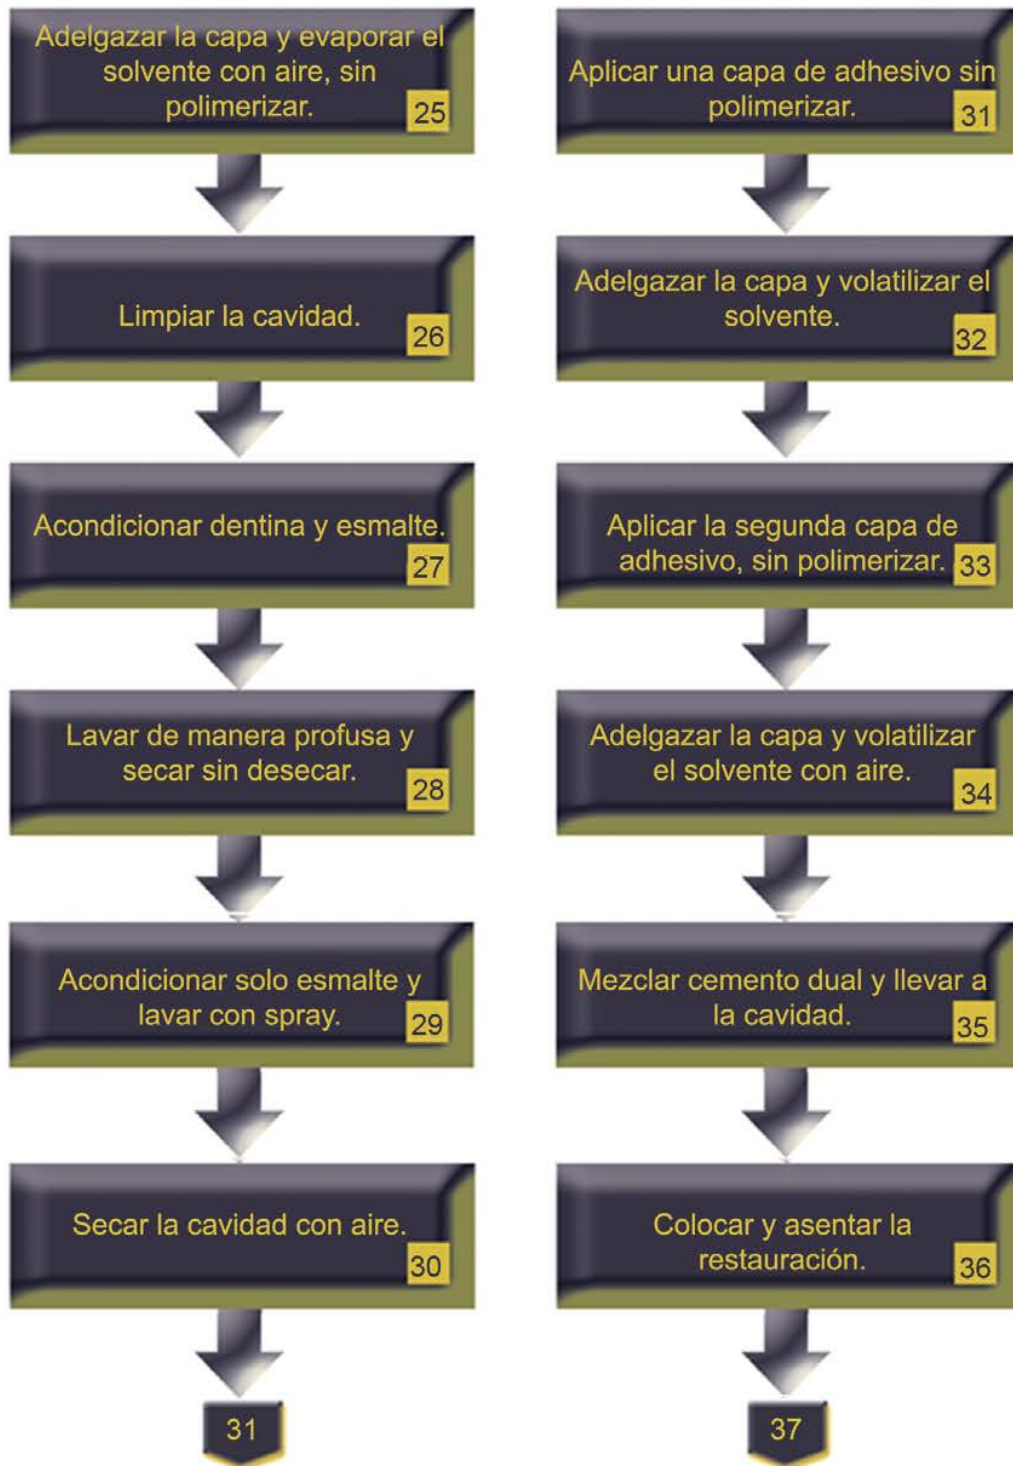 Adelgazar la capa y evaporar el
solvente con aire, sin
polimerizar.
25
Limpiar la cavidad.
26
Acondicionar dentina y esmalte.
27
Lavar de manera profusa y
secar sin desecar.
28
Acondicionar solo esmalte y
lavar con spray.
29
Secar la cavidad con aire.
30
31
Aplicar una capa de adhesivo sin
polimerizar.
31
Adelgazar la capa y volatilizar el
solvente.
32
Aplicar la segunda capa de
adhesivo, sin polimerizar.
33
Adelgazar la capa y volatilizar
el solvente con aire.
34
Mezclar cemento dual y llevar a
la cavidad.
35
Colocar y asentar la
restauración.
36
37